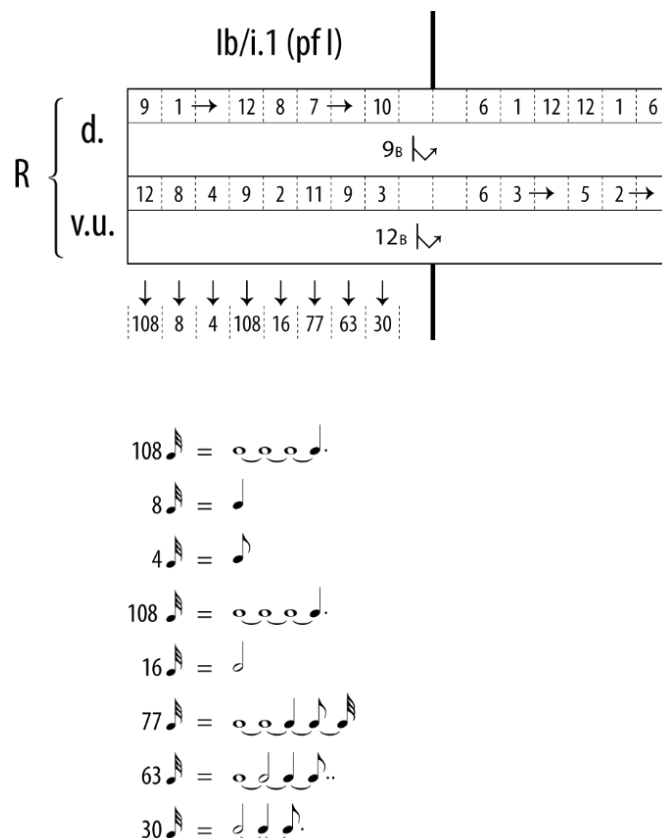 Ib/i.1 (pf I)
R { d. 9 1 → 12 8 7 → 10 6 1 12 12 1 6
9B
v.u. 12 8 4 9 2 11 9 3 6 3 → 5 2 →
12B
↓ ↓ ↓ ↓ ↓ ↓ ↓ ↓
108 8 4 108 16 77 63 30
108 =
8 =
4 =
108 =
16 =
77 =
63 =
30 =